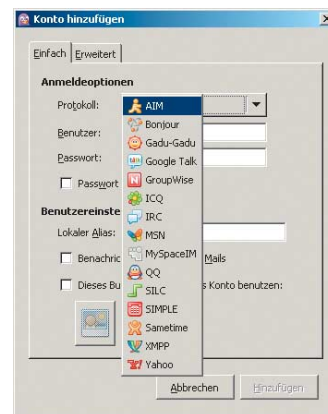 Konto hinzufügen
Einfach Erweitert
Anmeldeoptionen
Protokoll: AIM
Bonjour
Benutzer:
Gadu-Gadu
Passwort: Google Talk
Passwort GroupWise
ICQ
Benutzereinste IRC
Lokaler Alias: MSN
Benachric MySpaceIM Mails
QQ
Dieses Bu SILC s Konto benutzen:
SIMPLE
Sametime
XMPP
Yahoo
Abbrechen Hinzufügen